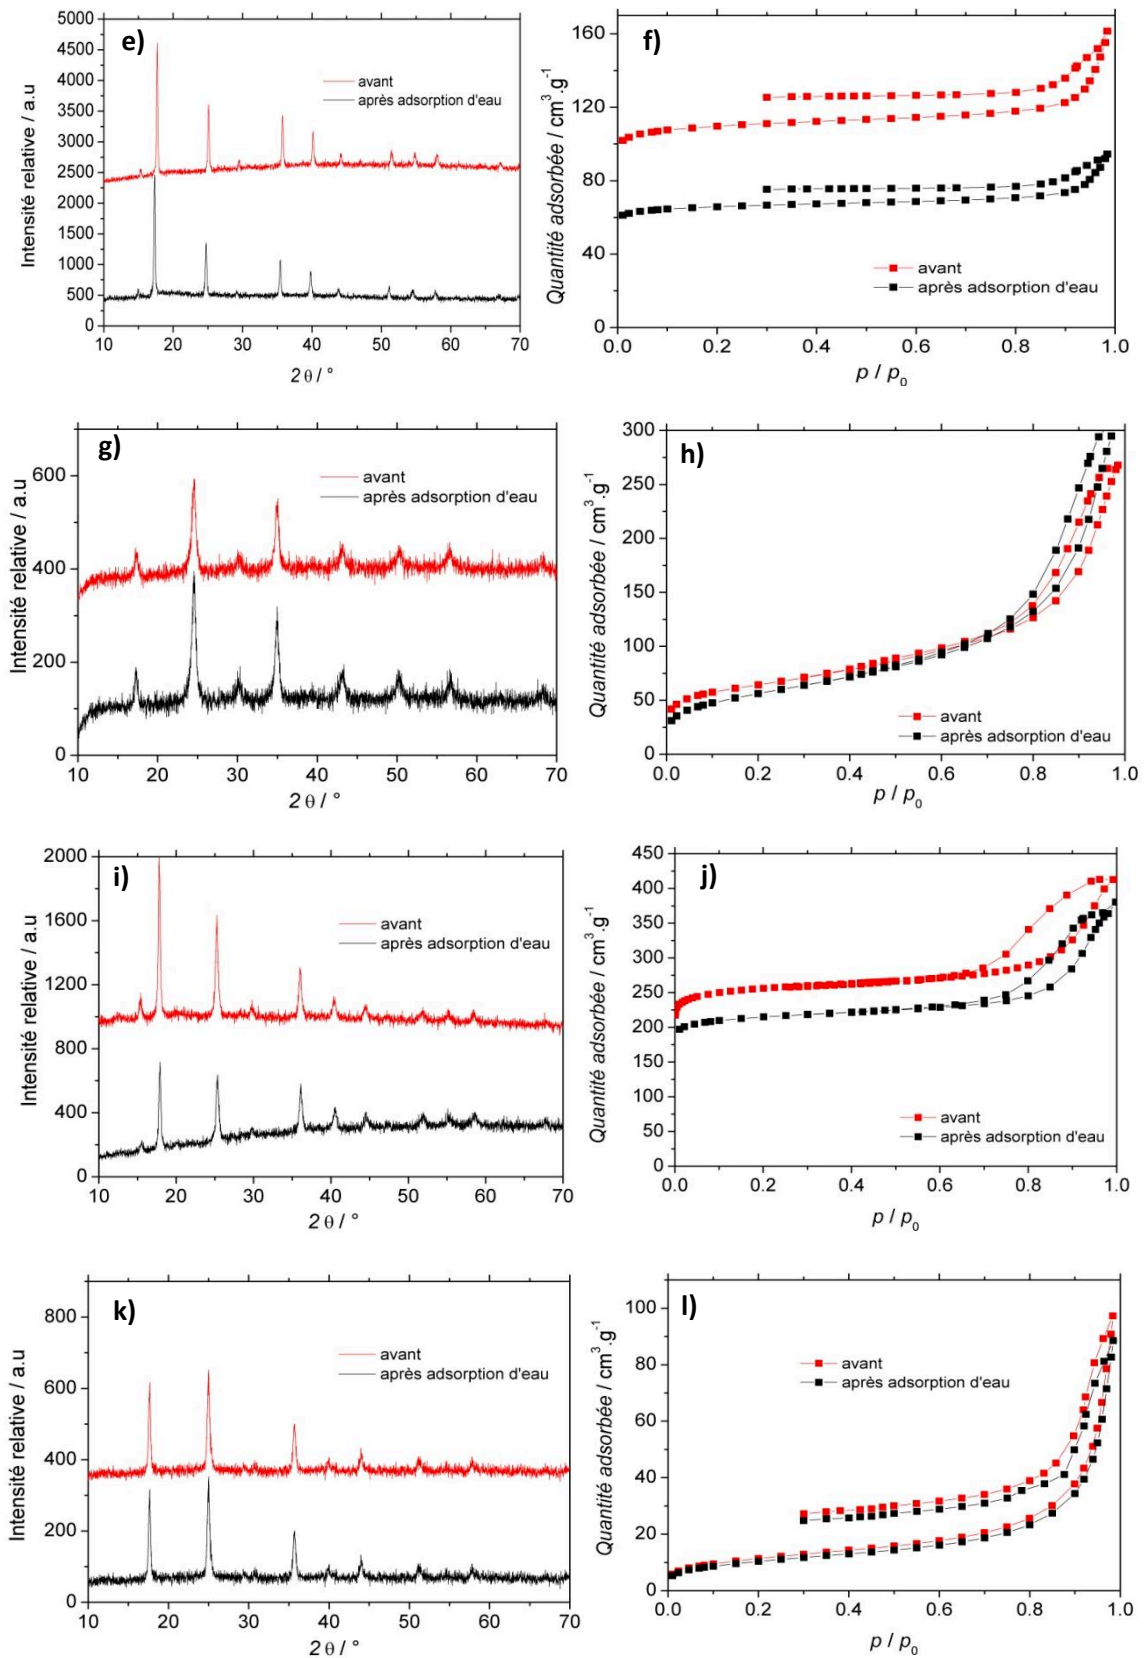 e)
Intensité relative / a.u
5000
4500
4000
3500
3000
2500
2000
1500
1000
500
0
avant
après adsorption d'eau
10 20 30 40 50 60 70
2 θ / °
f)
Quantité adsorbée / cm³.g⁻¹
160
120
80
40
0
avant
après adsorption d'eau
0.0 0.2 0.4 0.6 0.8 1.0
p / p₀
g)
Intensité relative / a.u
600
400
200
0
avant
après adsorption d'eau
10 20 30 40 50 60 70
2 θ / °
h)
Quantité adsorbée / cm³.g⁻¹
300
250
200
150
100
50
0
avant
après adsorption d'eau
0.0 0.2 0.4 0.6 0.8 1.0
p / p₀
i)
Intensité relative / a.u
2000
1600
1200
800
400
0
avant
après adsorption d'eau
10 20 30 40 50 60 70
2 θ / °
j)
Quantité adsorbée / cm³.g⁻¹
450
400
350
300
250
200
150
100
50
0
avant
après adsorption d'eau
0.0 0.2 0.4 0.6 0.8 1.0
p / p₀
k)
Intensité relative / a.u
800
600
400
200
0
avant
après adsorption d'eau
10 20 30 40 50 60 70
2 θ / °
l)
Quantité adsorbée / cm³.g⁻¹
100
80
60
40
20
0
avant
après adsorption d'eau
0.0 0.2 0.4 0.6 0.8 1.0
p / p₀